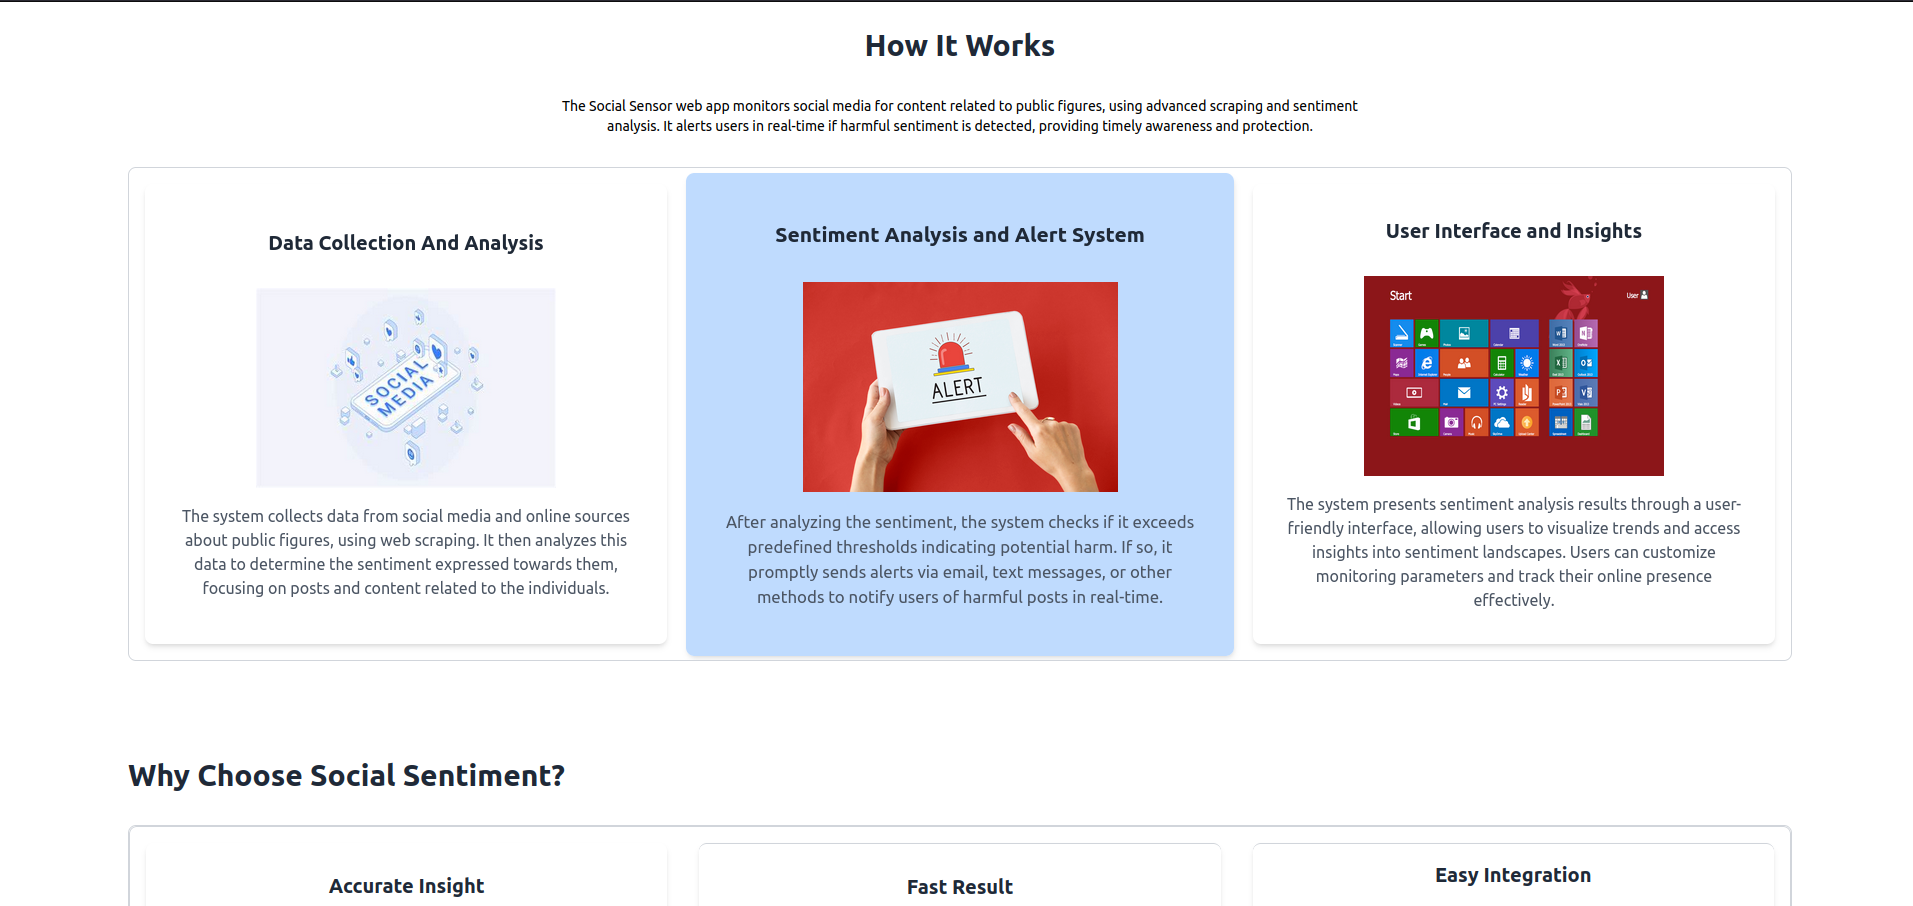 How It Works
The Social Sensor web app monitors social media for content related to public figures, using advanced scraping and sentiment
analysis. It alerts users in real-time if harmful sentiment is detected, providing timely awareness and protection.
Data Collection And Analysis
SOCIAL
MEDIA
The system collects data from social media and online sources
about public figures, using web scraping. It then analyzes this
data to determine the sentiment expressed towards them,
focusing on posts and content related to the individuals.
Sentiment Analysis and Alert System
ALERT
After analyzing the sentiment, the system checks if it exceeds
predefined thresholds indicating potential harm. If so, it
promptly sends alerts via email, text messages, or other
methods to notify users of harmful posts in real-time.
User Interface and Insights
Start
User
The system presents sentiment analysis results through a user-
friendly interface, allowing users to visualize trends and access
insights into sentiment landscapes. Users can customize
monitoring parameters and track their online presence
effectively.
Why Choose Social Sentiment?
Accurate Insight
Fast Result
Easy Integration